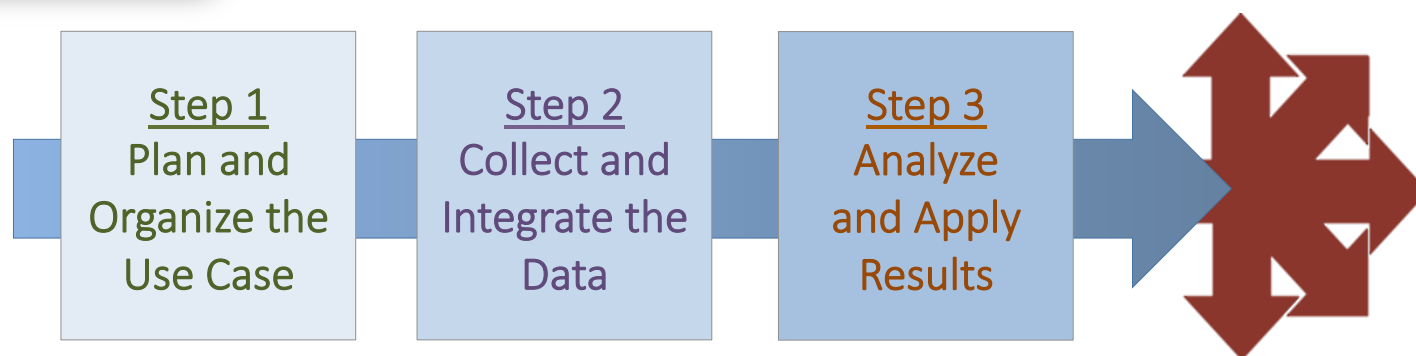 Step 1
Plan and
Organize the
Use Case
Step 2
Collect and
Integrate the
Data
Step 3
Analyze
and Apply
Results